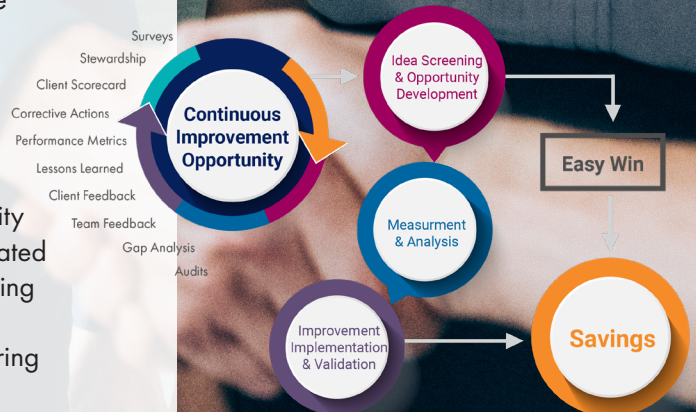 Surveys
Stewardship
Client Scorecard
Corrective Actions
Performance Metrics
Lessons Learned
Client Feedback
Team Feedback
Gap Analysis
Audits
Continuous
Improvement
Opportunity
Idea Screening
& Opportunity
Development
Easy Win
Measurment
& Analysis
Improvement
Implementation
& Validation
Savings